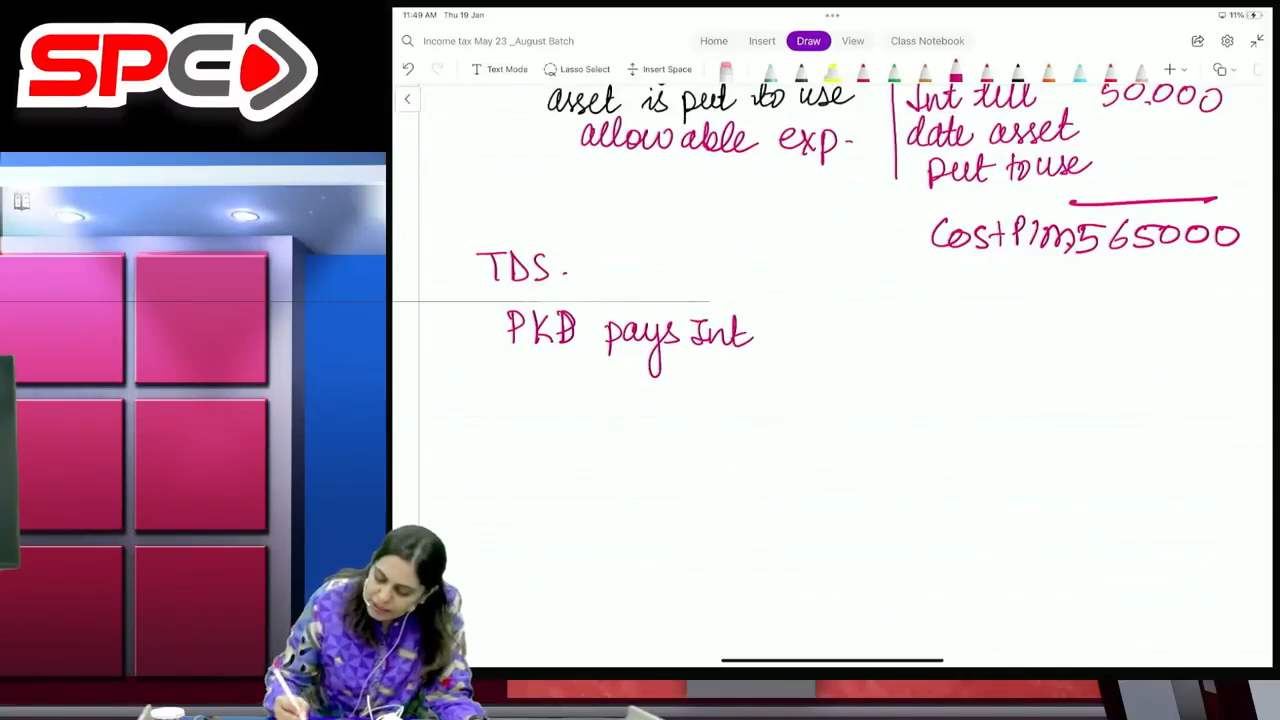 SPC
11:49 AM Thu 19 Jan
11%
Income tax May 23 _August Batch
Home Insert Draw View Class Notebook
Text Mode Lasso Select Insert Space
asset is put to use
allowable exp.
Int till 50,000
date asset
put to use
Cost P/m 565000
TDS.
PKB pays Int